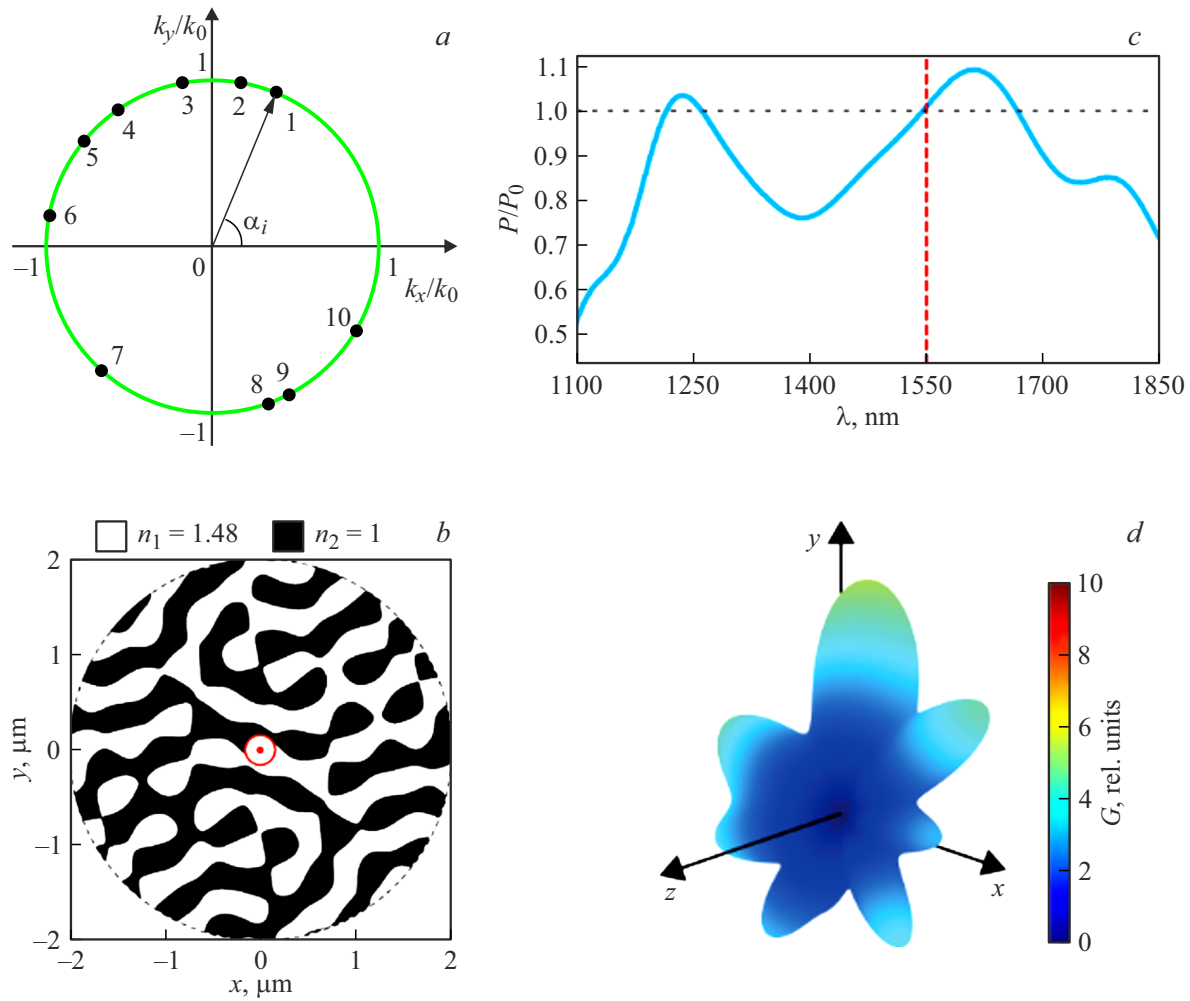 a
k_y/k_0
1
3
2
1
4
5
6
α_i
–1
0
1
k_x/k_0
10
7
8
9
–1
c
P/P_0
1.1
1.0
0.9
0.8
0.7
0.6
0.5
1100
1250
1400
1550
1700
1850
λ, nm
n_1 = 1.48
n_2 = 1
b
y, μm
2
1
0
–1
–2
–2
–1
0
1
2
x, μm
d
y
z
x
10
8
6
4
2
0
G, rel. units